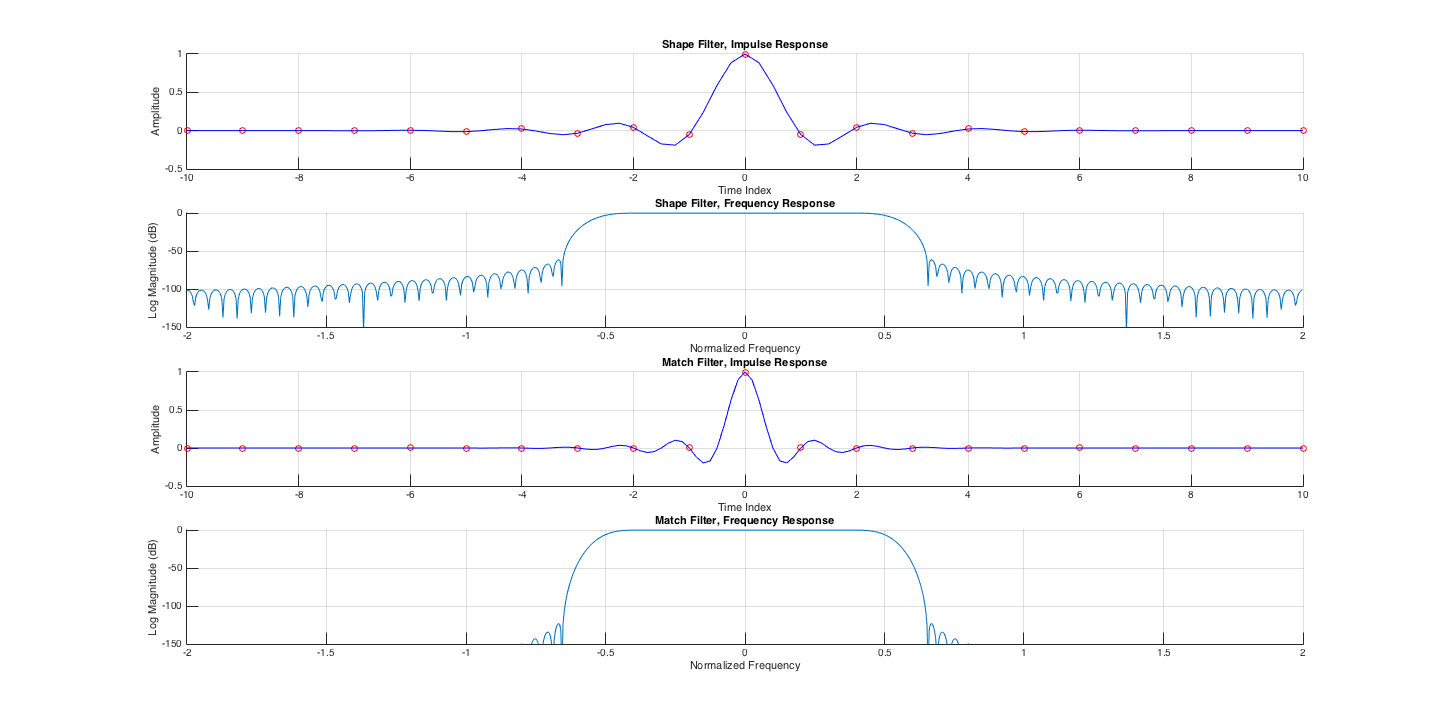 Shape Filter, Impulse Response
1
0.5
0
-0.5
Amplitude
-10 -8 -6 -4 -2 0 2 4 6 8 10
Time Index
Shape Filter, Frequency Response
0
-50
-100
-150
Log Magnitude (dB)
-2 -1.5 -1 -0.5 0 0.5 1 1.5 2
Normalized Frequency
Match Filter, Impulse Response
1
0.5
0
-0.5
Amplitude
-10 -8 -6 -4 -2 0 2 4 6 8 10
Time Index
Match Filter, Frequency Response
0
-50
-100
-150
Log Magnitude (dB)
-2 -1.5 -1 -0.5 0 0.5 1 1.5 2
Normalized Frequency